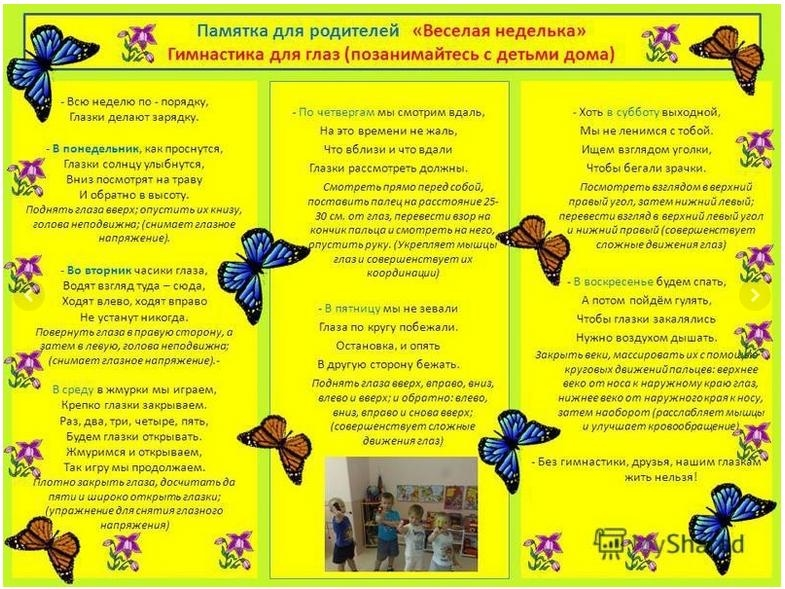 Памятка для родителей «Веселая неделька»
Гимнастика для глаз (позанимайтесь с детьми дома)
- Всю неделю по - порядку,
Глазки делают зарядку.
- В понедельник, как проснутся,
Глазки солнцу улыбнутся,
Вниз посмотрят на траву
И обратно в высоту.
Поднять глаза вверх; опустить их книзу,
голова неподвижна; (снимает глазное
напряжение).
- Во вторник часики глаза,
Водят взгляд туда – сюда,
Ходят влево, ходят вправо
Не устанут никогда.
Повернуть глаза в правую сторону, а
затем в левую, голова неподвижна;
(снимает глазное напряжение).-
В среду в жмурки мы играем,
Крепко глазки закрываем.
Раз, два, три, четыре, пять,
Будем глазки открывать.
Жмуримся и открываем,
Так игру мы продолжаем.
Плотно закрыть глаза, досчитать да
пяти и широко открыть глазки;
(упражнение для снятия глазного
напряжения)
- По четвергам мы смотрим вдаль,
На это времени не жаль,
Что вблизи и что вдали
Глазки рассмотреть должны.
Смотреть прямо перед собой,
поставить палец на расстояние 25-
30 см. от глаз, перевести взор на
кончик пальца и смотреть на него,
опустить руку. (Укрепляет мышцы
глаз и совершенствует их
координации)
- В пятницу мы не зевали
Глаза по кругу побежали.
Остановка, и опять
В другую сторону бежать.
Поднять глаза вверх, вправо, вниз,
влево и вверх; и обратно: влево,
вниз, вправо и снова вверх;
(совершенствует сложные
движения глаз)
- Хоть в субботу выходной,
Мы не ленимся с тобой.
Ищем взглядом уголки,
Чтобы бегали зрачки.
Посмотреть взглядом в верхний
правый угол, затем нижний левый;
перевести взгляд в верхний левый угол
и нижний правый (совершенствует
сложные движения глаз)
- В воскресенье будем спать,
А потом пойдём гулять,
Чтобы глазки закалялись
Нужно воздухом дышать.
Закрыть веки, массировать их с помощью
круговых движений пальцев: верхнее
веко от носа к наружному краю глаз,
нижнее веко от наружного края к носу,
затем наоборот (расслабляет мышцы
и улучшает кровообращение)
- Без гимнастики, друзья, нашим глазкам
жить нельзя!
MyShared